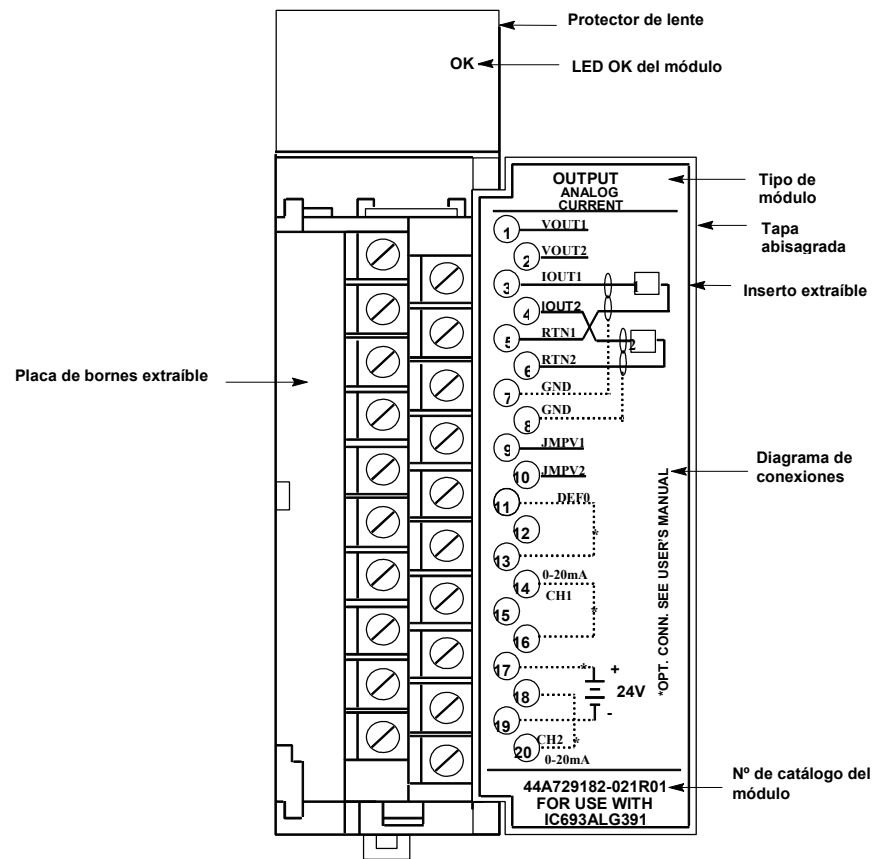 Protector de lente
OK
LED OK del módulo
OUTPUT
ANALOG
CURRENT
Tipo de
módulo
Tapa
abisagrada
Inserto extraíble
Placa de bornes extraíble
Diagrama de
conexiones
1 VOUT1
2 VOUT2
3 IOUT1 1
4 IOUT2
5 RTN1 2
6 RTN2
7 GND
8 GND
9 JMPV1
10 JMPV2
11 DEF0
12 *
13
14 0-20mA
CH1
15 *
16
17 * +
18 24V
19 -
20 CH2 *
0-20mA
*OPT. CONN. SEE USER'S MANUAL
44A729182-021R01
FOR USE WITH
IC693ALG391
Nº de catálogo del
módulo